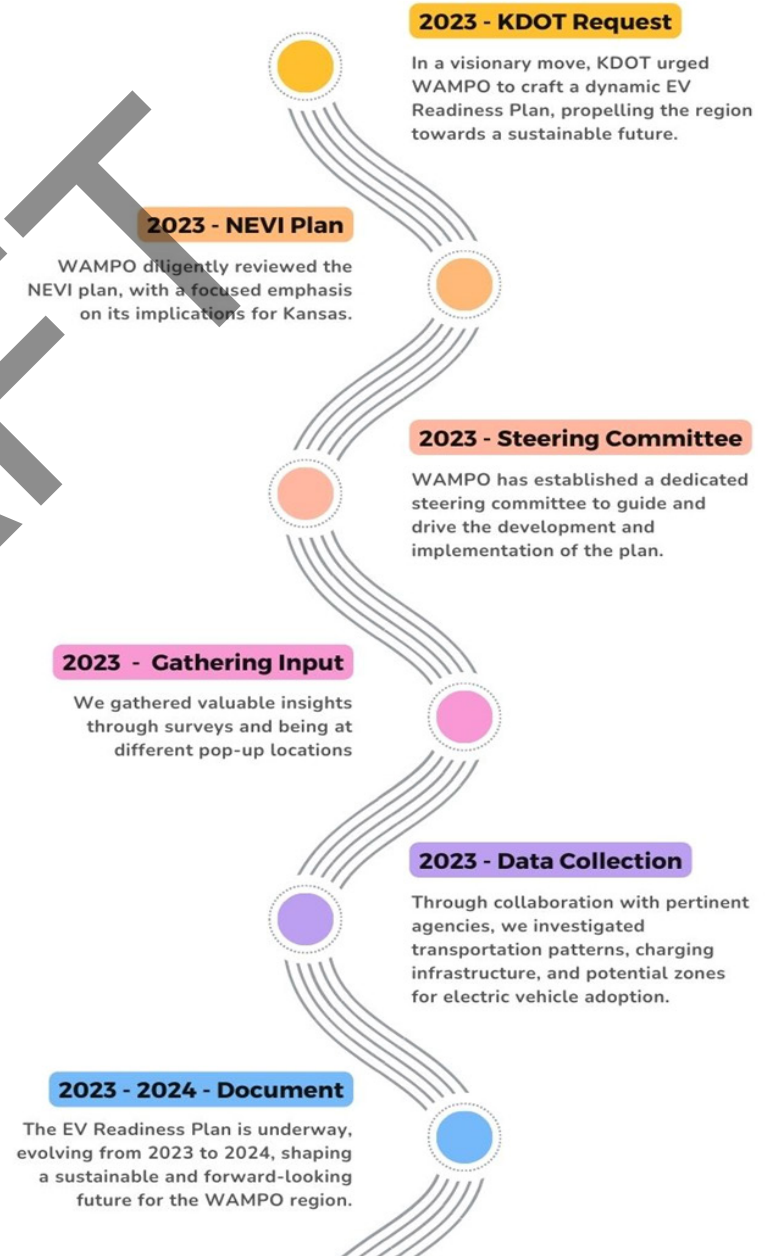 2023 - KDOT Request
In a visionary move, KDOT urged
WAMPO to craft a dynamic EV
Readiness Plan, propelling the region
towards a sustainable future.
2023 - NEVI Plan
WAMPO diligently reviewed the
NEVI plan, with a focused emphasis
on its implications for Kansas.
2023 - Steering Committee
WAMPO has established a dedicated
steering committee to guide and
drive the development and
implementation of the plan.
2023 - Gathering Input
We gathered valuable insights
through surveys and being at
different pop-up locations
2023 - Data Collection
Through collaboration with pertinent
agencies, we investigated
transportation patterns, charging
infrastructure, and potential zones
for electric vehicle adoption.
2023 - 2024 - Document
The EV Readiness Plan is underway,
evolving from 2023 to 2024, shaping
a sustainable and forward-looking
future for the WAMPO region.